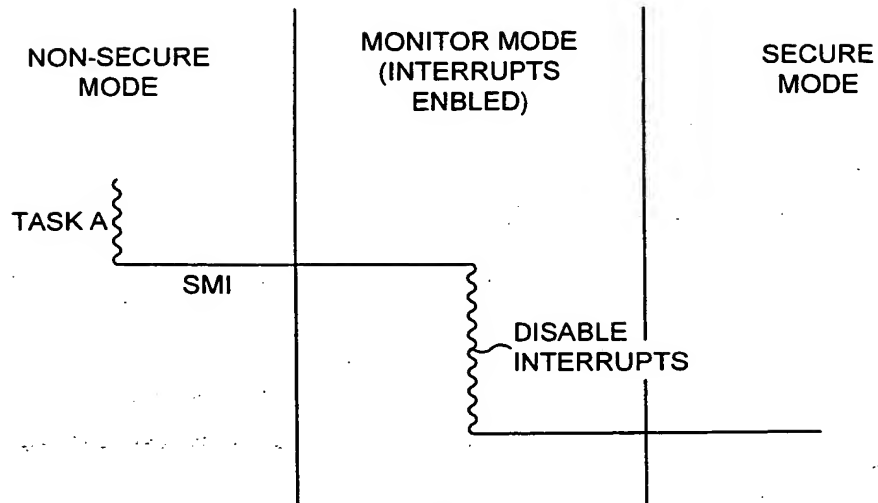 NON-SECURE
MODE
MONITOR MODE
(INTERRUPTS
ENBLED)
SECURE
MODE
TASK A
SMI
DISABLE
INTERRUPTS